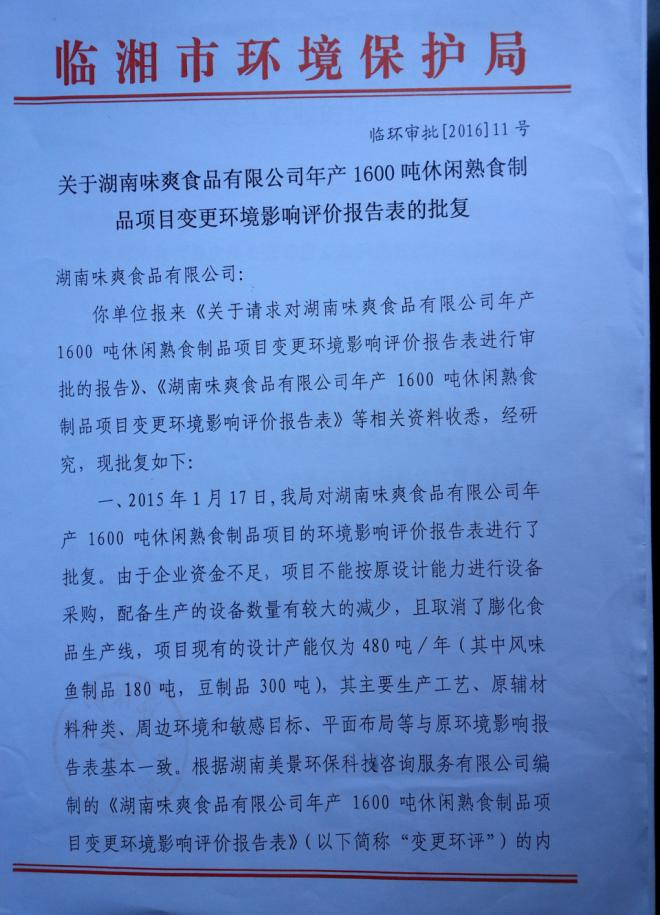 临湘市环境保护局
临环审批[2016]11号
关于湖南味爽食品有限公司年产1600吨休闲熟食制
品项目变更环境影响评价报告表的批复
湖南味爽食品有限公司:
你单位报来《关于请求对湖南味爽食品有限公司年产
1600 吨休闲熟食制品项目变更环境影响评价报告表进行审
批的报告》、《湖南味爽食品有限公司年产 1600 吨休闲熟食
制品项目变更环境影响评价报告表》等相关资料收悉，经研
究，现批复如下:
一、2015年1月17日,我局对湖南味爽食品有限公司年
产 1600 吨休闲熟食制品项目的环境影响评价报告表进行了
批复。由于企业资金不足，项目不能按原设计能力进行设备
采购，配备生产的设备数量有较大的减少，且取消了膨化食
品生产线，项目现有的设计产能仅为480吨/年(其中风味
鱼制品180吨，豆制品300吨)，其主要生产工艺、原辅材
料种类、周边环境和敏感目标、平面布局等与原环境影响报
告表基本一致。根据湖南美景环保科技咨询服务有限公司编
制的《湖南味爽食品有限公司年产 1600 吨休闲熟食制品项
目变更环境影响评价报告表》(以下简称“变更环评”)的内